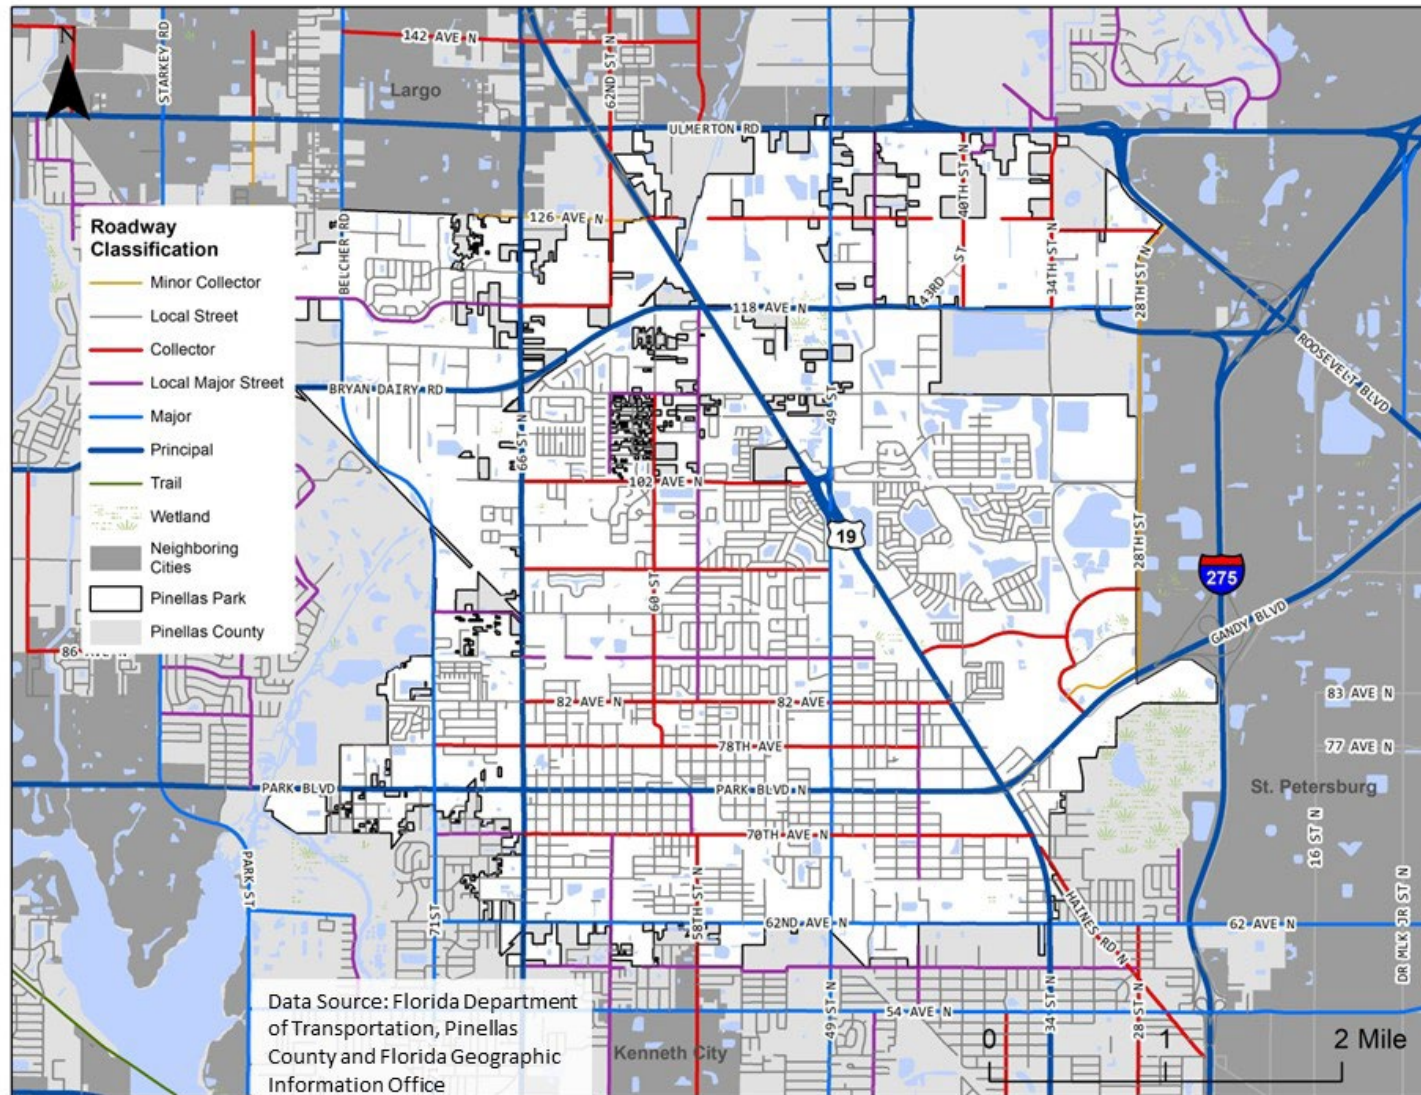 142 AVE N
STARKEY RD
62ND ST N
N
Largo
ULMERTON RD
40TH ST N
126 AVE N
BELCHER RD
34TH ST N
28TH ST N
43RD ST
118 AVE N
Roadway
Classification
Minor Collector
Local Street
Collector
Local Major Street
Major
Principal
Trail
Wetland
Neighboring
Cities
Pinellas Park
Pinellas County
ROOSEVELT BLVD
BRYAN DAIRY RD
49 ST
66 ST N
102 AVE N
19
28TH ST
275
60 ST
GANDY BLVD
86 AVE N
82 AVE N
82 AVE
83 AVE N
78TH AVE
77 AVE N
PARK BLVD
PARK BLVD N
St. Petersburg
70TH AVE N
16 ST N
PARK ST
71ST
58TH ST N
62ND AVE N
HAINES RD N
62 AVE N
DR MLK JR ST N
49 ST N
54 AVE N
34 ST N
28 ST N
Kenneth City
Data Source: Florida Department
of Transportation, Pinellas
County and Florida Geographic
Information Office
0 1 2 Mile